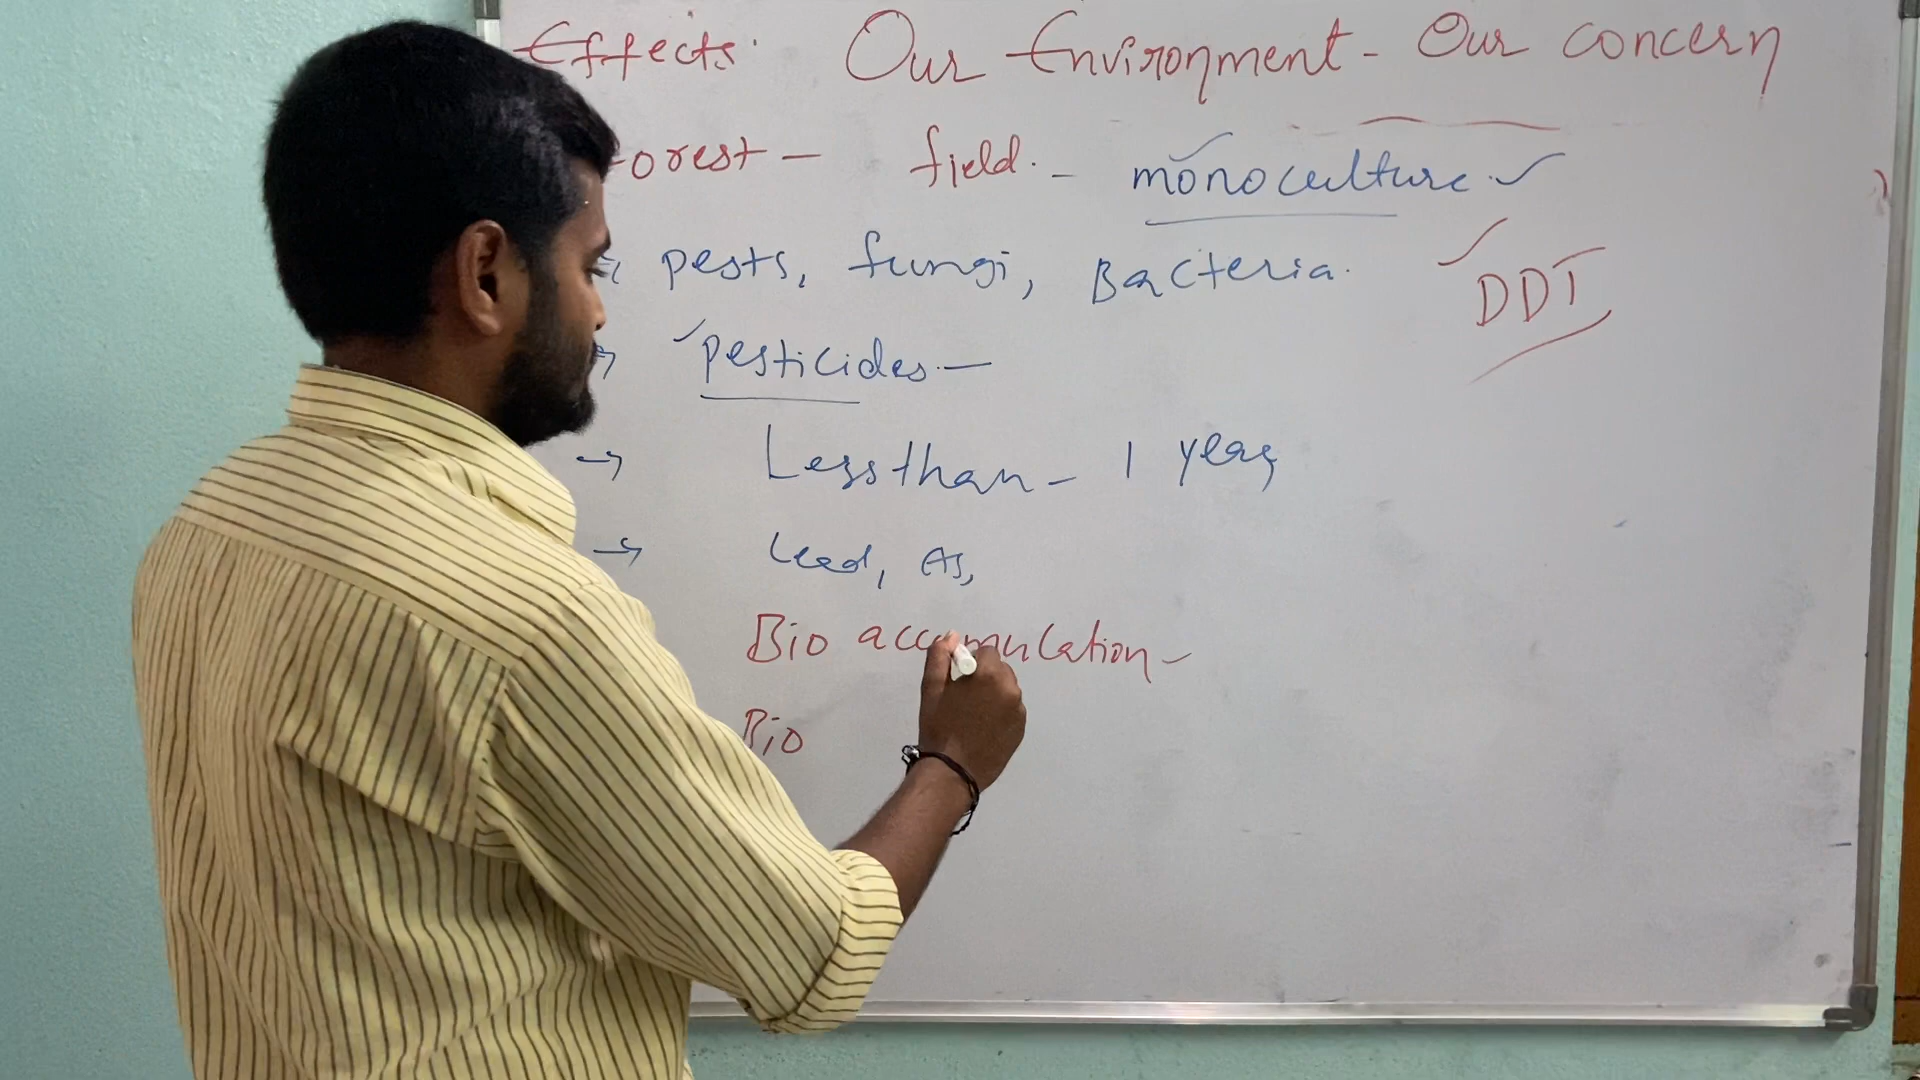 Effects. Our Environment - Our concern
forest - field. - monoculture.
pests, fungi, Bacteria. DDT
pesticides. -
→ Less than - 1 year
→ Lead, As,
Bio accumulation -
Bio